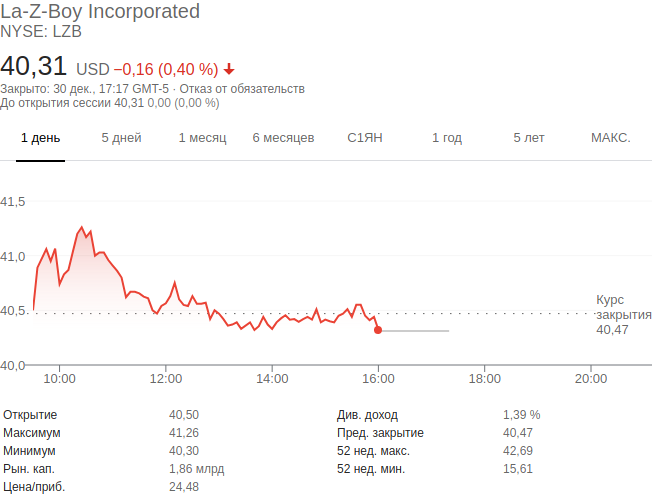 La-Z-Boy Incorporated
NYSE: LZB
40,31 USD −0,16 (0,40 %)
Закрыто: 30 дек., 17:17 GMT-5 · Отказ от обязательств
До открытия сессии 40,31 0,00 (0,00 %)
1 день 5 дней 1 месяц 6 месяцев С1ЯН 1 год 5 лет МАКС.
41,5
41,0
40,5
40,0
Курс
закрытия
40,47
10:00 12:00 14:00 16:00 18:00 20:00
Открытие 40,50 Див. доход 1,39 %
Максимум 41,26 Пред. закрытие 40,47
Минимум 40,30 52 нед. макс. 42,69
Рын. кап. 1,86 млрд 52 нед. мин. 15,61
Цена/приб. 24,48